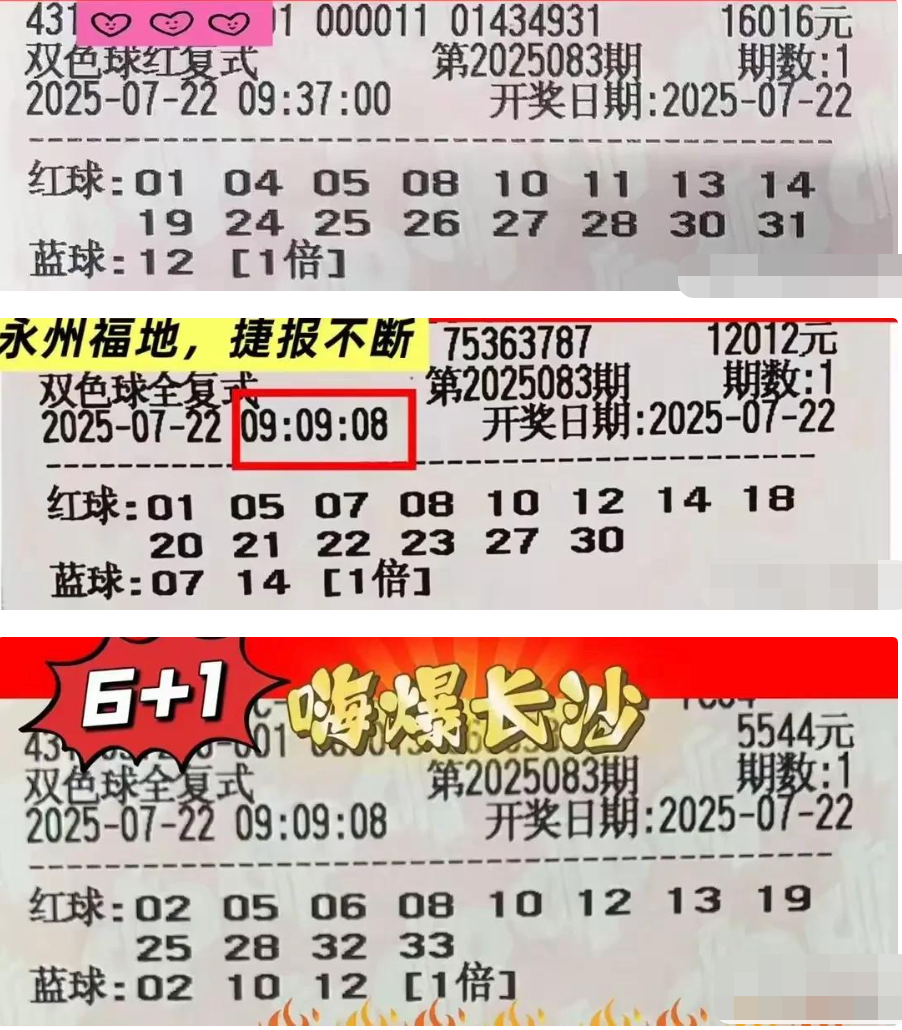 431 01 000011 01434931 16016元
双色球红复式 第2025083期 期数:1
2025-07-22 09:37:00 开奖日期:2025-07-22
红球:01 04 05 08 10 11 13 14
19 24 25 26 27 28 30 31
蓝球:12 [1倍]
永州福地，捷报不断 75363787 12012元
双色球全复式 第2025083期 期数:1
2025-07-22 09:09:08 开奖日期:2025-07-22
红球:01 05 07 08 10 12 14 18
20 21 22 23 27 30
蓝球:07 14 [1倍]
6+1 嗨爆长沙
5544元
双色球全复式 第2025083期 期数:1
2025-07-22 09:09:08 开奖日期:2025-07-22
红球:02 05 06 08 10 12 13 19
25 28 32 33
蓝球:02 10 12 [1倍]